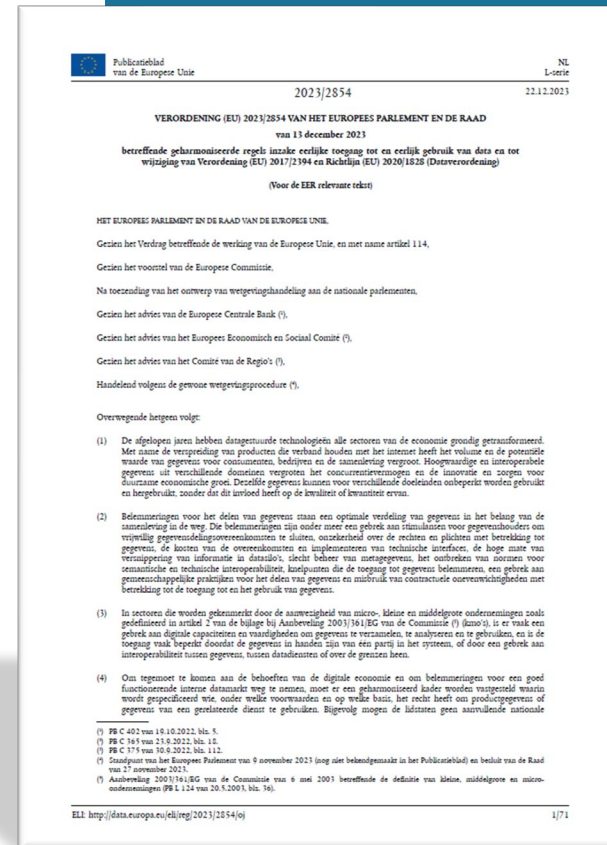 Publicatieblad
van de Europese Unie
NL
L-serie
2023/2854
22.12.2023
VERORDENING (EU) 2023/2854 VAN HET EUROPEES PARLEMENT EN DE RAAD
van 13 december 2023
betreffende geharmoniseerde regels inzake eerlijke toegang tot en eerlijk gebruik van data en tot
wijziging van Verordening (EU) 2017/2394 en Richtlijn (EU) 2020/1828 (Dataverordening)
(Voor de EER relevante tekst)
HET EUROPEES PARLEMENT EN DE RAAD VAN DE EUROPESE UNIE,
Gezien het Verdrag betreffende de werking van de Europese Unie, en met name artikel 114,
Gezien het voorstel van de Europese Commissie,
Na toezending van het ontwerp van wetgevingshandeling aan de nationale parlementen,
Gezien het advies van de Europese Centrale Bank (¹),
Gezien het advies van het Europees Economisch en Sociaal Comité (²),
Gezien het advies van het Comité van de Regio's (³),
Handelend volgens de gewone wetgevingsprocedure (⁴),
Overwegende hetgeen volgt:
(1) De afgelopen jaren hebben datagestuurde technologieën alle sectoren van de economie grondig getransformeerd.
Met name de verspreiding van producten die verband houden met het internet heeft het volume en de potentiële
waarde van gegevens voor consumenten, bedrijven en de samenleving vergroot. Hoogwaardige en interoperabele
gegevens uit verschillende domeinen vergroten het concurrentievermogen en de innovatie en zorgen voor
duurzame economische groei. Dezelfde gegevens kunnen voor verschillende doeleinden onbeperkt worden gebruikt
en hergebruikt, zonder dat dit invloed heeft op de kwaliteit of kwantiteit ervan.
(2) Belemmeringen voor het delen van gegevens staan een optimale verdeling van gegevens in het belang van de
samenleving in de weg. Die belemmeringen zijn onder meer een gebrek aan stimulansen voor gegevenshouders om
vrijwillig gegevensdelingsovereenkomsten te sluiten, onzekerheid over de rechten en plichten met betrekking tot
gegevens, de kosten van de overeenkomsten en implementeren van technische interfaces, de hoge mate van
versnippering van informatie in datasilo's, slecht beheer van metagegevens, het ontbreken van normen voor
semantische en technische interoperabiliteit, knelpunten die de toegang tot gegevens belemmeren, een gebrek aan
gemeenschappelijke praktijken voor het delen van gegevens en misbruik van contractuele onevenwichtigheden met
betrekking tot de toegang tot en het gebruik van gegevens.
(3) In sectoren die worden gekenmerkt door de aanwezigheid van micro-, kleine en middelgrote ondernemingen zoals
gedefinieerd in artikel 2 van de bijlage bij Aanbeveling 2003/361/EG van de Commissie (⁵) (kmo's), is er vaak een
gebrek aan digitale capaciteiten en vaardigheden om gegevens te verzamelen, te analyseren en te gebruiken, en is de
toegang vaak beperkt doordat de gegevens in handen zijn van één partij in het systeem, of door een gebrek aan
interoperabiliteit tussen gegevens, tussen datadiensten of over de grenzen heen.
(4) Om tegemoet te komen aan de behoeften van de digitale economie en om belemmeringen voor een goed
functionerende interne datamarkt weg te nemen, moet er een geharmoniseerd kader worden vastgesteld waarin
wordt gespecificeerd wie, onder welke voorwaarden en op welke basis, het recht heeft om productgegevens of
gegevens van een gerelateerde dienst te gebruiken. Bijgevolg mogen de lidstaten geen aanvullende nationale
(¹) PB C 402 van 19.10.2022, blz. 5.
(²) PB C 365 van 23.9.2022, blz. 18.
(³) PB C 375 van 30.9.2022, blz. 112.
(⁴) Standpunt van het Europees Parlement van 9 november 2023 (nog niet bekendgemaakt in het Publicatieblad) en besluit van de Raad
van 27 november 2023.
(⁵) Aanbeveling 2003/361/EG van de Commissie van 6 mei 2003 betreffende de definitie van kleine, middelgrote en micro-
ondernemingen (PB L 124 van 20.5.2003, blz. 36).
ELI: http://data.europa.eu/eli/reg/2023/2854/oj
1/71